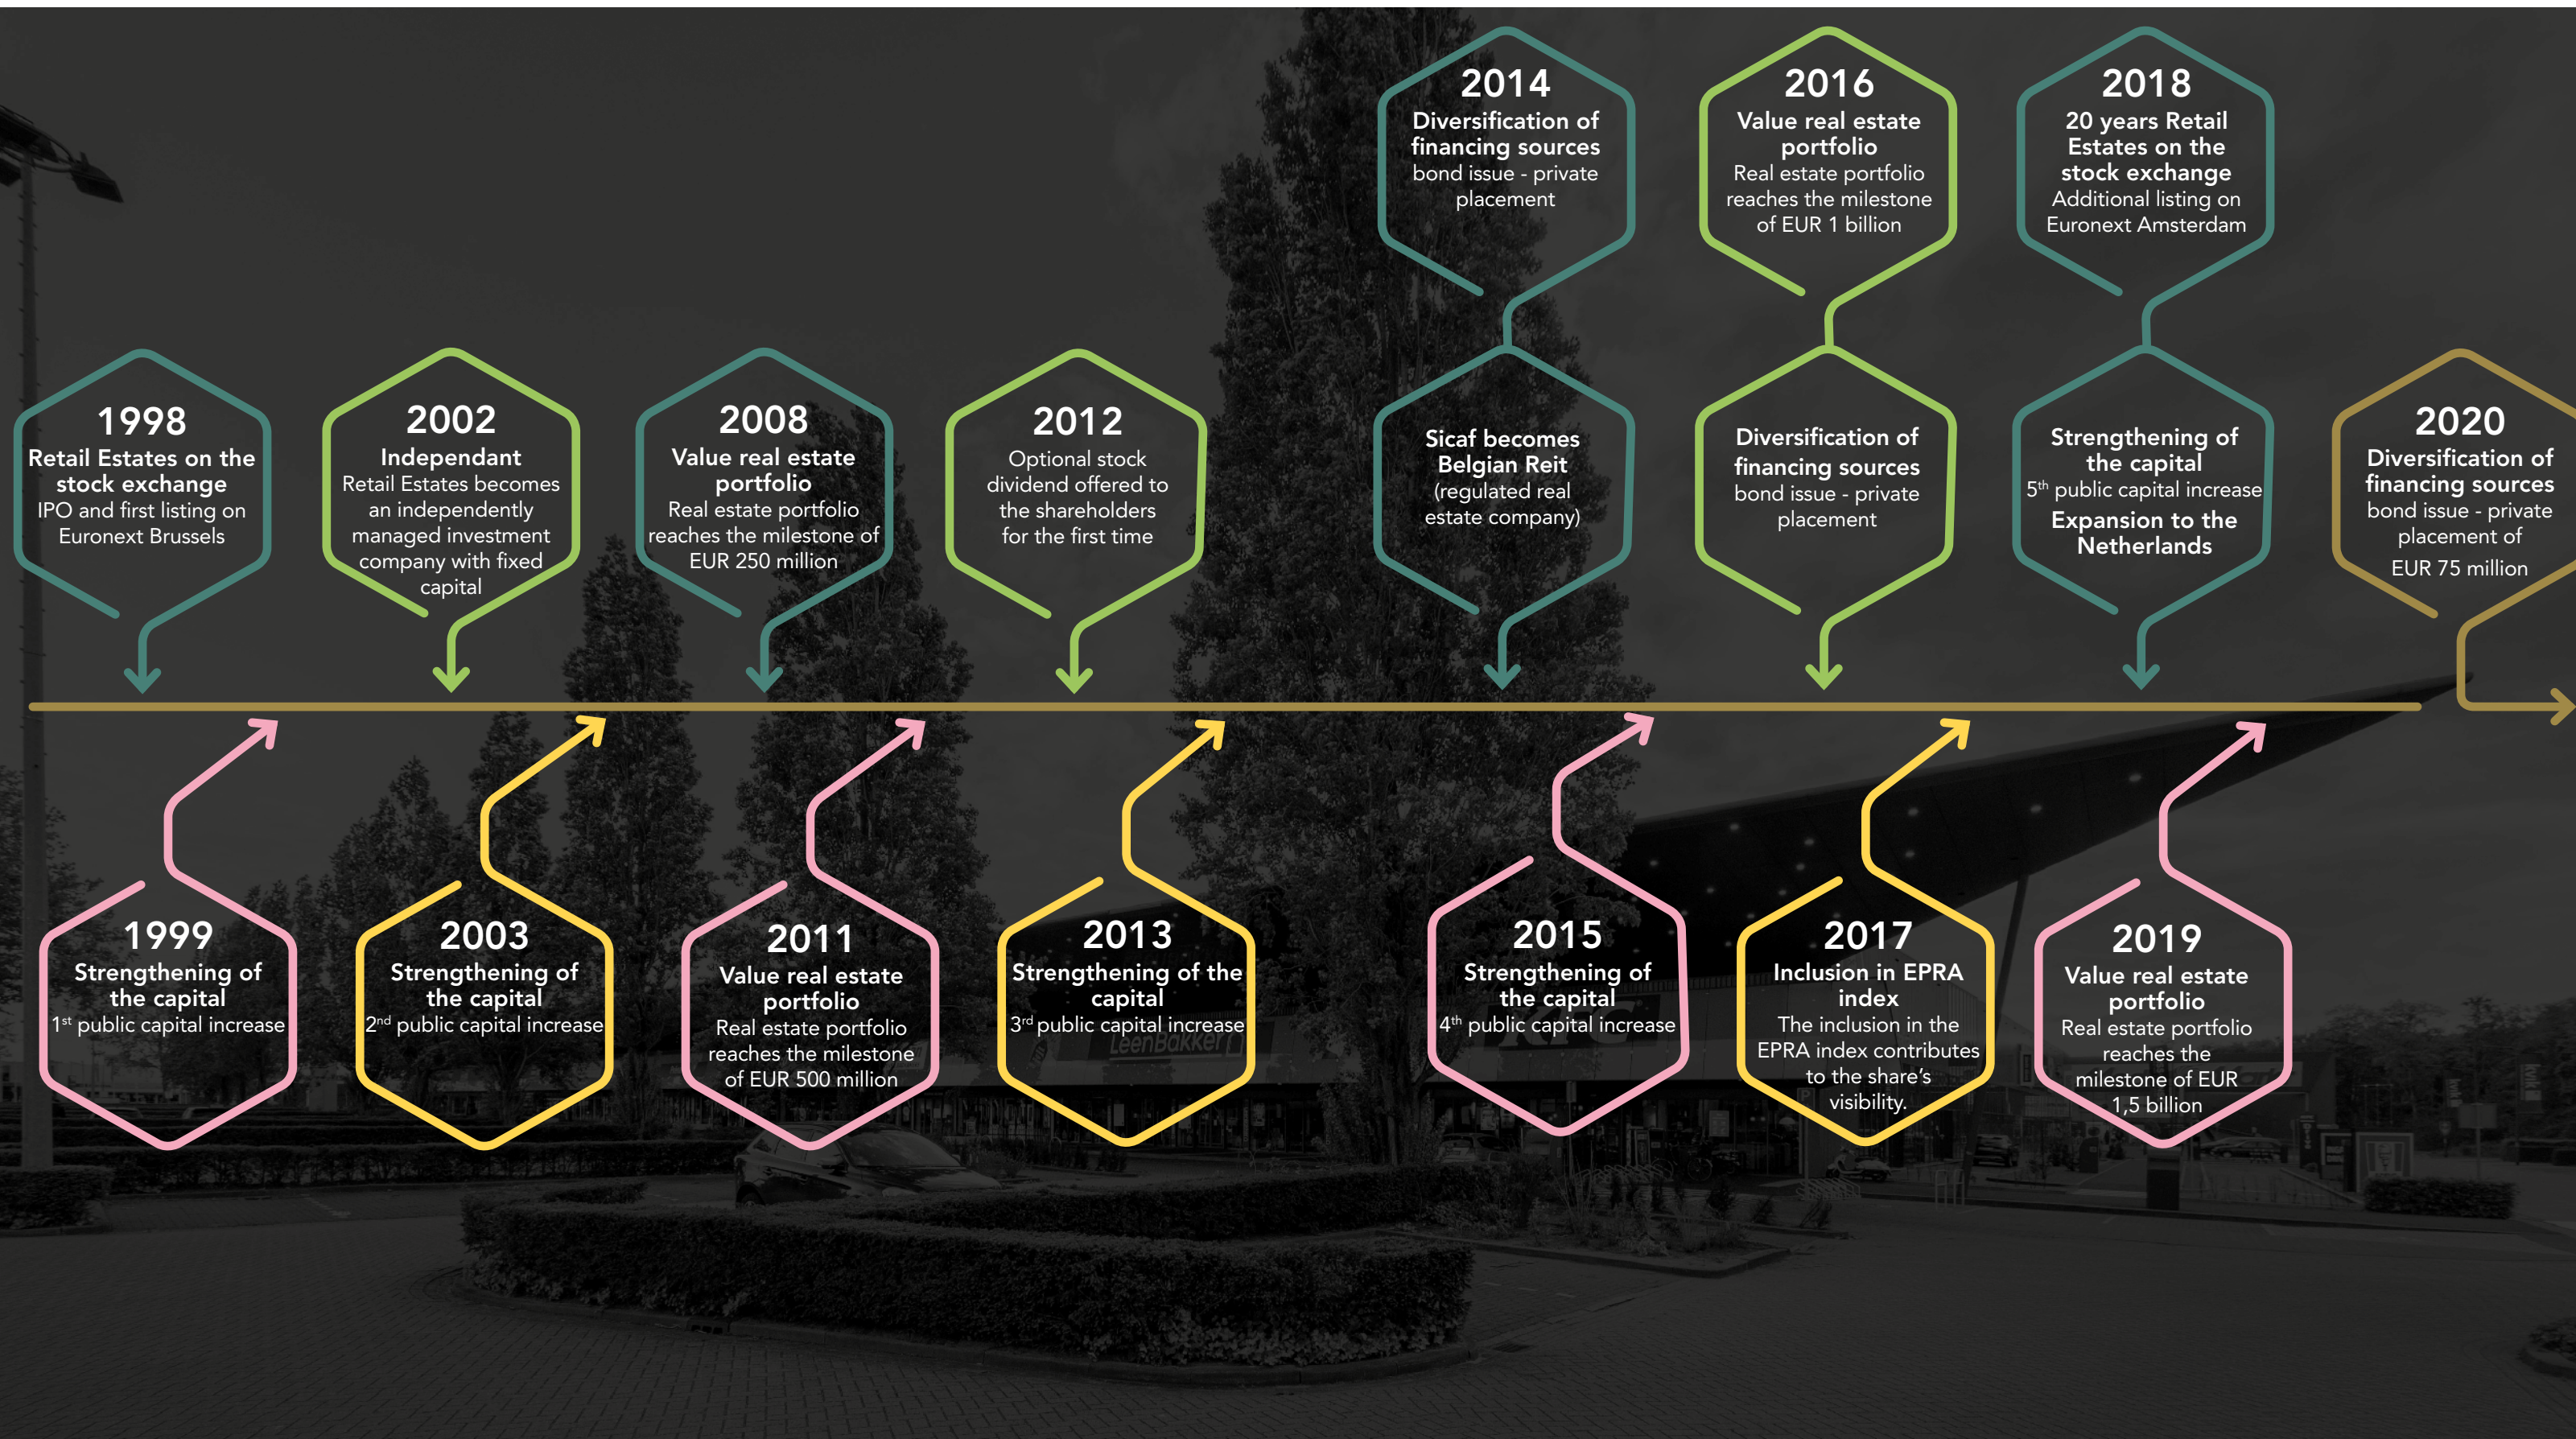 1998
Retail Estates on the
stock exchange
IPO and first listing on
Euronext Brussels
1999
Strengthening of
the capital
1st public capital increase
2002
Independant
Retail Estates becomes
an independently
managed investment
company with fixed
capital
2003
Strengthening of
the capital
2nd public capital increase
2008
Value real estate
portfolio
Real estate portfolio
reaches the milestone of
EUR 250 million
2011
Value real estate
portfolio
Real estate portfolio
reaches the milestone
of EUR 500 million
2012
Optional stock
dividend offered to
the shareholders
for the first time
2013
Strengthening of the
capital
3rd public capital increase
LeenBakker
2014
Diversification of
financing sources
bond issue - private
placement
Sicaf becomes
Belgian Reit
(regulated real
estate company)
2015
Strengthening of
the capital
4th public capital increase
KFC
2016
Value real estate
portfolio
Real estate portfolio
reaches the milestone
of EUR 1 billion
Diversification of
financing sources
bond issue - private
placement
2017
Inclusion in EPRA
index
The inclusion in the
EPRA index contributes
to the share’s
visibility.
2018
20 years Retail
Estates on the
stock exchange
Additional listing on
Euronext Amsterdam
Strengthening of
the capital
5th public capital increase
Expansion to the
Netherlands
2019
Value real estate
portfolio
Real estate portfolio
reaches the
milestone of EUR
1,5 billion
2020
Diversification of
financing sources
bond issue - private
placement of
EUR 75 million